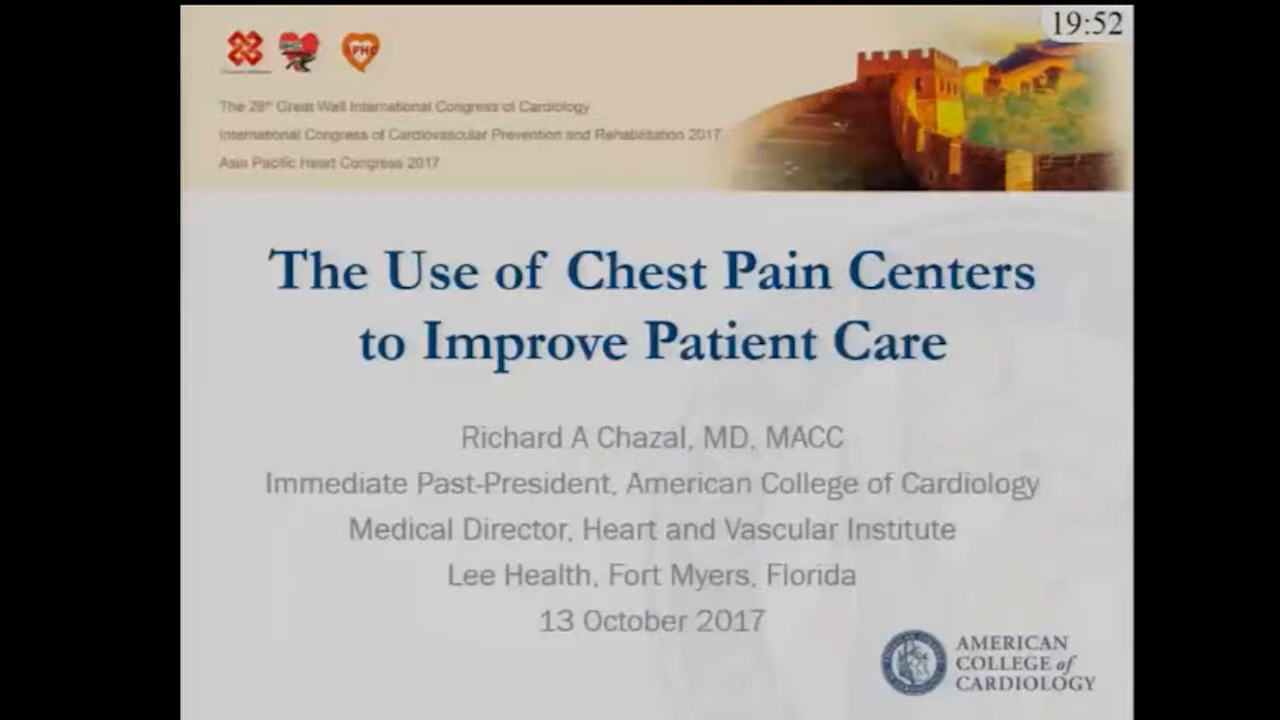 19:52
PHC
The 28th Great Wall International Congress of Cardiology
International Congress of Cardiovascular Prevention and Rehabilitation 2017
Asia Pacific Heart Congress 2017
The Use of Chest Pain Centers
to Improve Patient Care
Richard A Chazal, MD, MACC
Immediate Past-President, American College of Cardiology
Medical Director, Heart and Vascular Institute
Lee Health, Fort Myers, Florida
13 October 2017
AMERICAN
COLLEGE of
CARDIOLOGY